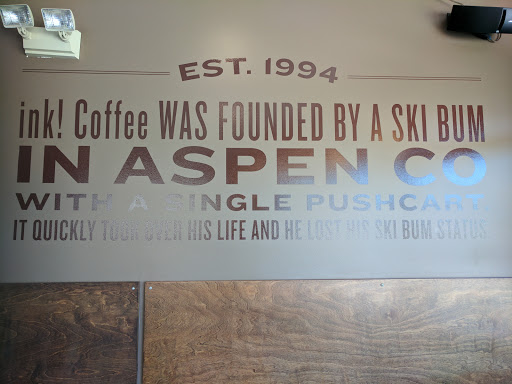 EST. 1994
ink! Coffee WAS FOUNDED BY A SKI BUM
IN ASPEN CO
WITH A SINGLE PUSHCART.
IT QUICKLY TOOK OVER HIS LIFE AND HE LOST HIS SKI BUM STATUS